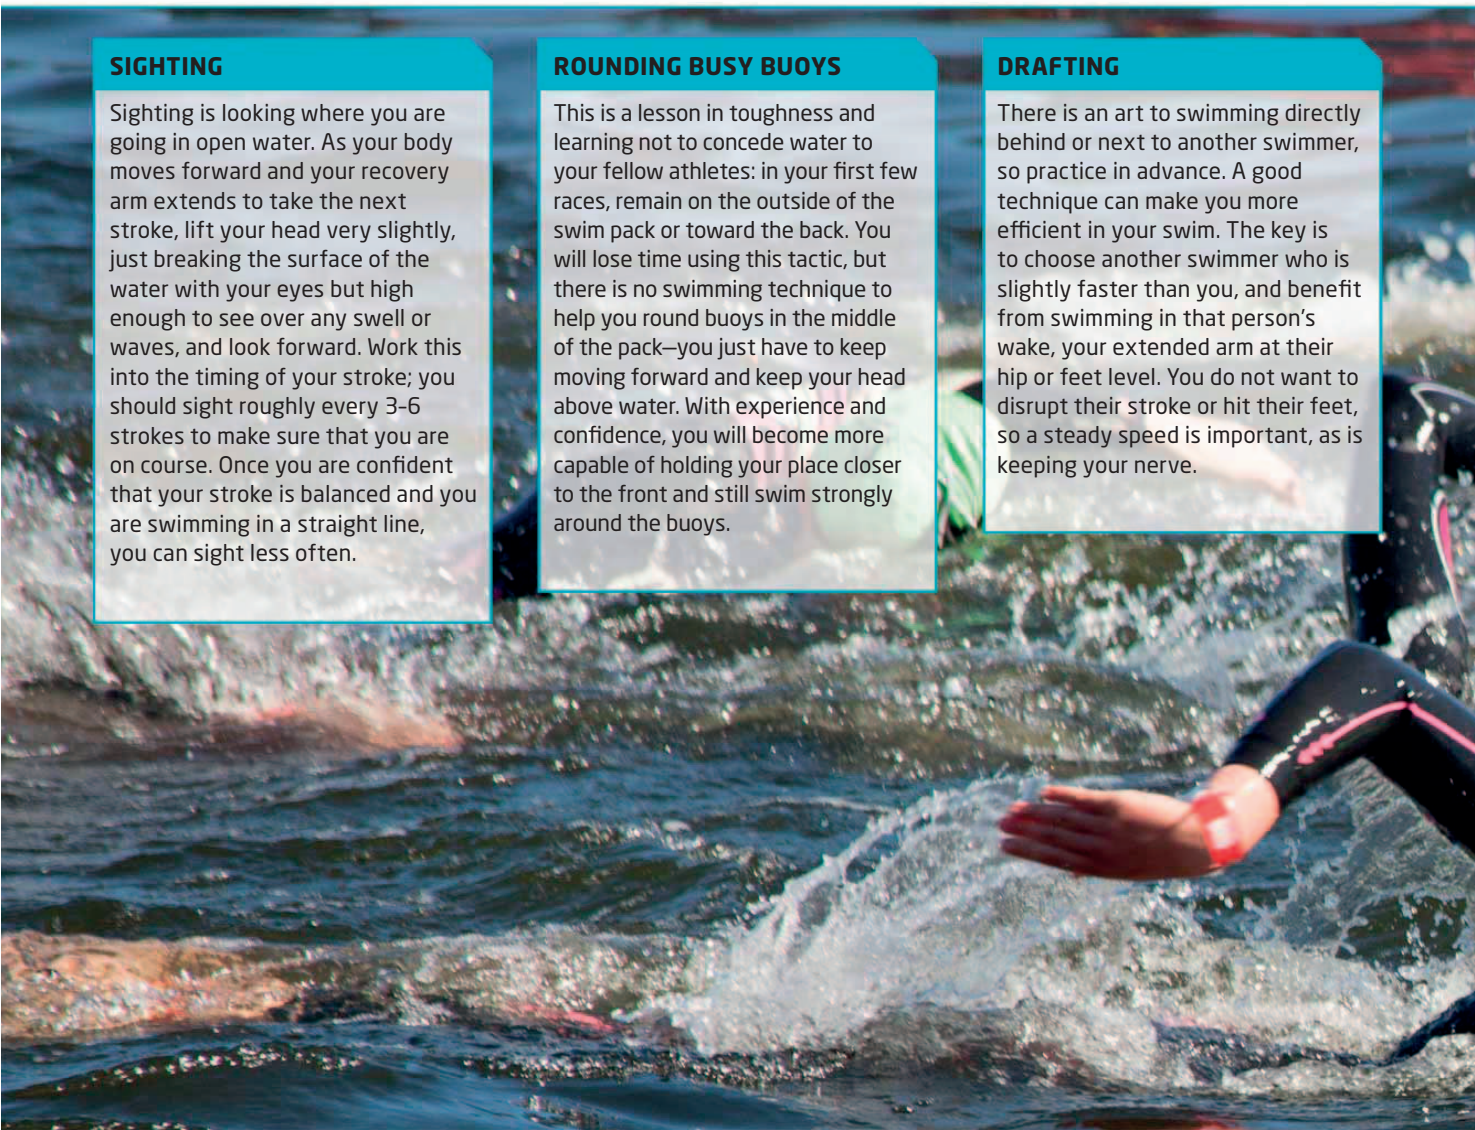 SIGHTING
Sighting is looking where you are
going in open water. As your body
moves forward and your recovery
arm extends to take the next
stroke, lift your head very slightly,
just breaking the surface of the
water with your eyes but high
enough to see over any swell or
waves, and look forward. Work this
into the timing of your stroke; you
should sight roughly every 3–6
strokes to make sure that you are
on course. Once you are confident
that your stroke is balanced and you
are swimming in a straight line,
you can sight less often.
ROUNDING BUSY BUOYS
This is a lesson in toughness and
learning not to concede water to
your fellow athletes: in your first few
races, remain on the outside of the
swim pack or toward the back. You
will lose time using this tactic, but
there is no swimming technique to
help you round buoys in the middle
of the pack—you just have to keep
moving forward and keep your head
above water. With experience and
confidence, you will become more
capable of holding your place closer
to the front and still swim strongly
around the buoys.
DRAFTING
There is an art to swimming directly
behind or next to another swimmer,
so practice in advance. A good
technique can make you more
efficient in your swim. The key is
to choose another swimmer who is
slightly faster than you, and benefit
from swimming in that person's
wake, your extended arm at their
hip or feet level. You do not want to
disrupt their stroke or hit their feet,
so a steady speed is important, as is
keeping your nerve.